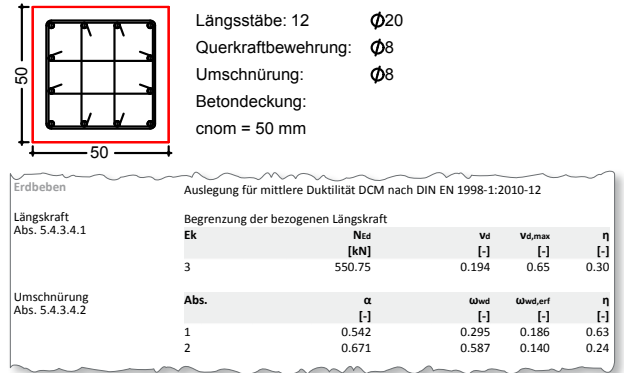 Längsstäbe: 12 ϕ20
Querkraftbewehrung: ϕ8
Umschnürung: ϕ8
Betondeckung:
cnom = 50 mm
50
50
Erdbeben Auslegung für mittlere Duktilität DCM nach DIN EN 1998-1:2010-12
Längskraft Begrenzung der bezogenen Längskraft
Abs. 5.4.3.4.1 Ek NEd νd νd,max η
[kN] [-] [-] [-]
3 550.75 0.194 0.65 0.30
Umschnürung Abs. α ωwd ωwd,erf η
Abs. 5.4.3.4.2 [-] [-] [-] [-]
1 0.542 0.295 0.186 0.63
2 0.671 0.587 0.140 0.24